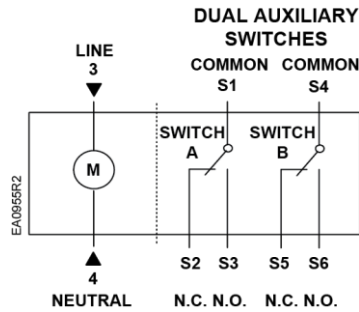 DUAL AUXILIARY
SWITCHES
LINE
3
COMMON COMMON
S1 S4
SWITCH SWITCH
A B
M
EA0955R2
4
NEUTRAL
S2 S3 S5 S6
N.C. N.O. N.C. N.O.